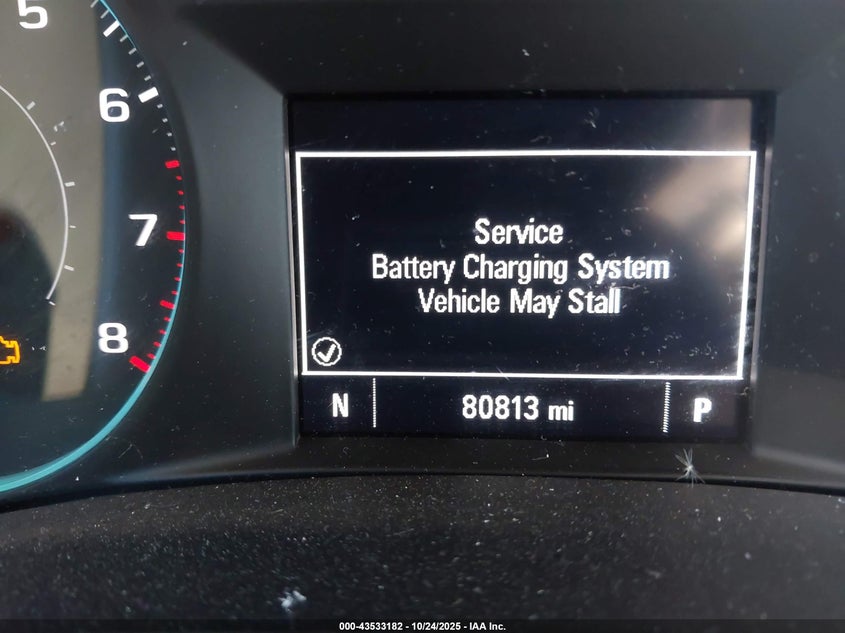 5
6
7
8
Service
Battery Charging System
Vehicle May Stall
N 80813 mi P
000-43533182 - 10/24/2025 - IAA Inc.